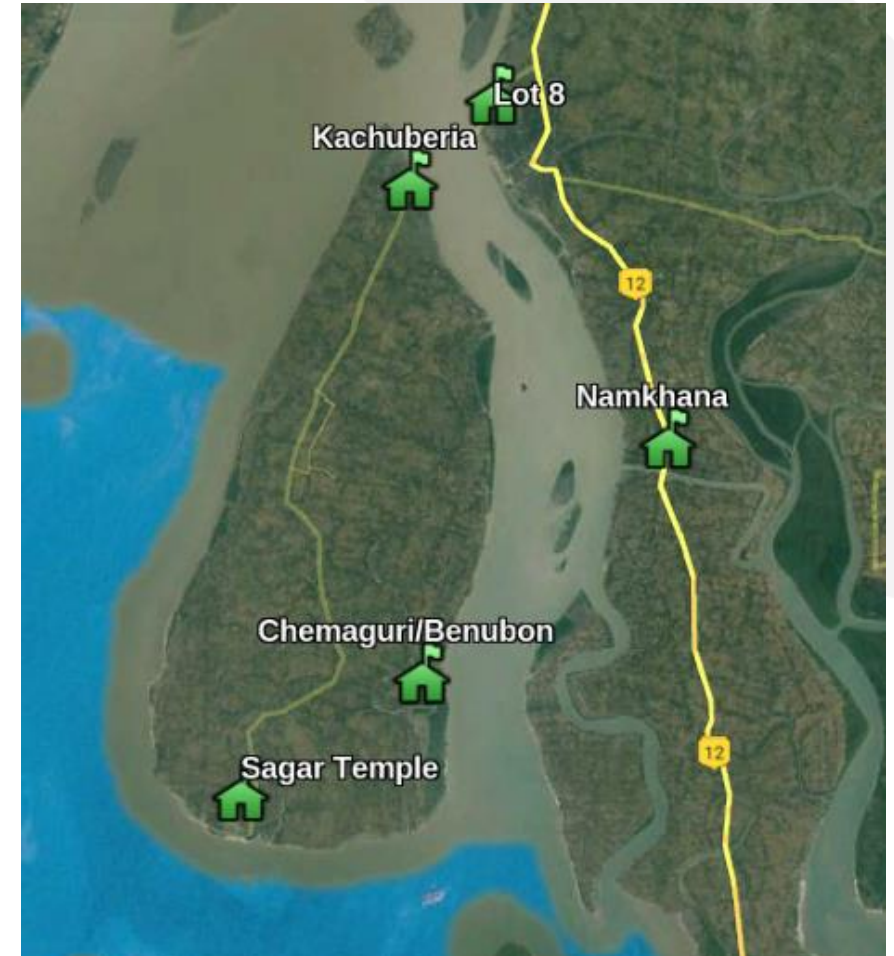 Lot 8
Kachuberia
12
Namkhana
Chemaguri/Benubon
12
Sagar Temple